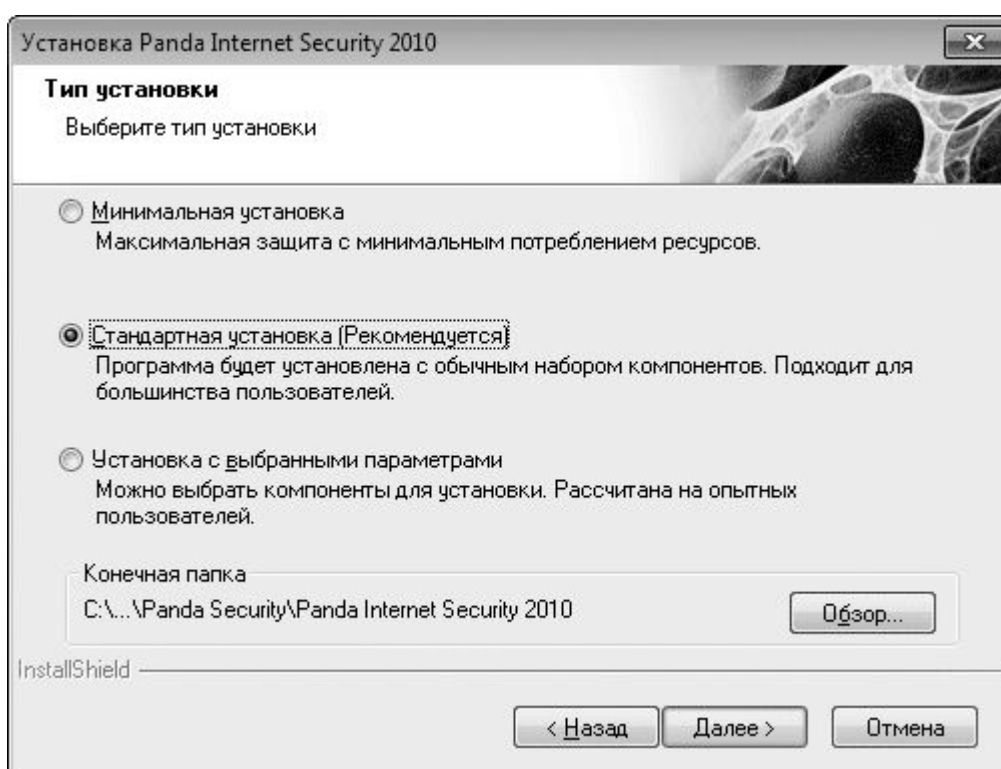 Установка Panda Internet Security 2010
Тип установки
Выберите тип установки
Минимальная установка
Максимальная защита с минимальным потреблением ресурсов.
Стандартная установка (Рекомендуется)
Программа будет установлена с обычным набором компонентов. Подходит для
большинства пользователей.
Установка с выбранными параметрами
Можно выбрать компоненты для установки. Рассчитана на опытных
пользователей.
Конечная папка
C:\...\Panda Security\Panda Internet Security 2010
Обзор...
InstallShield
< Назад
Далее >
Отмена